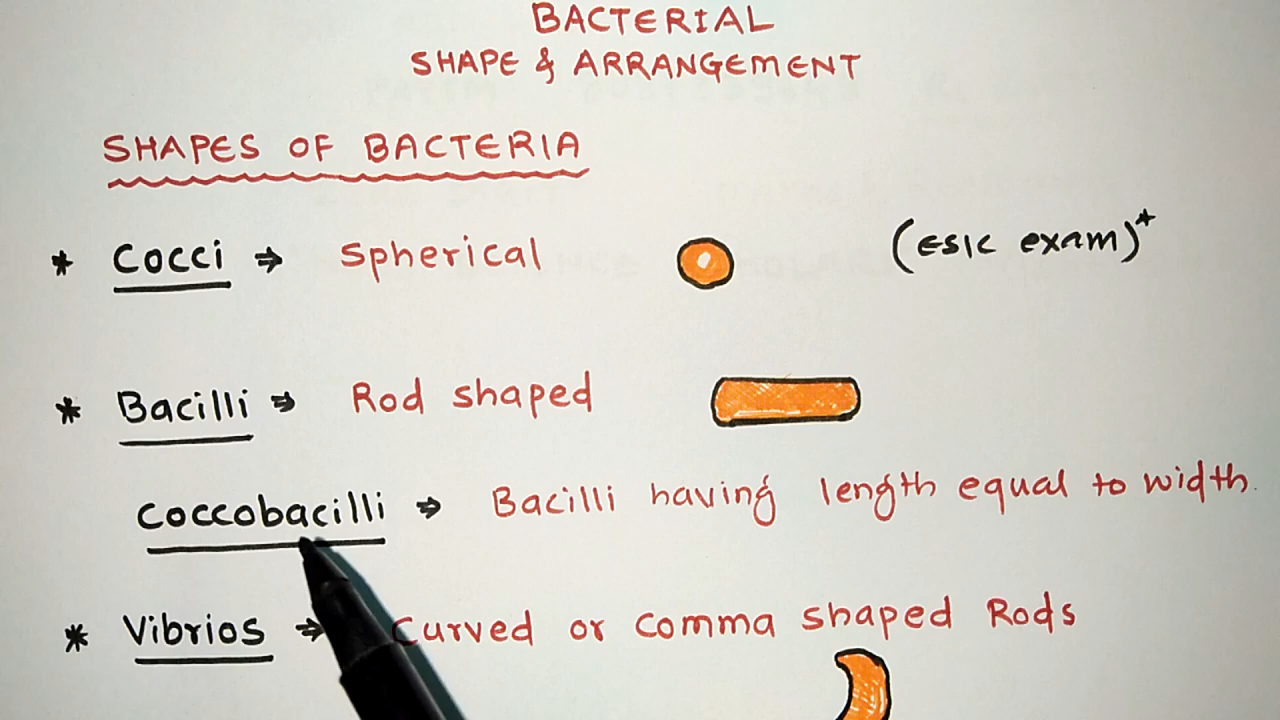 BACTERIAL
SHAPE & ARRANGEMENT
SHAPES OF BACTERIA
* Cocci ⇒ Spherical (ESIC exam)*
* Bacilli ⇒ Rod shaped
Coccobacilli ⇒ Bacilli having length equal to width.
* Vibrios ⇒ Curved or comma shaped Rods